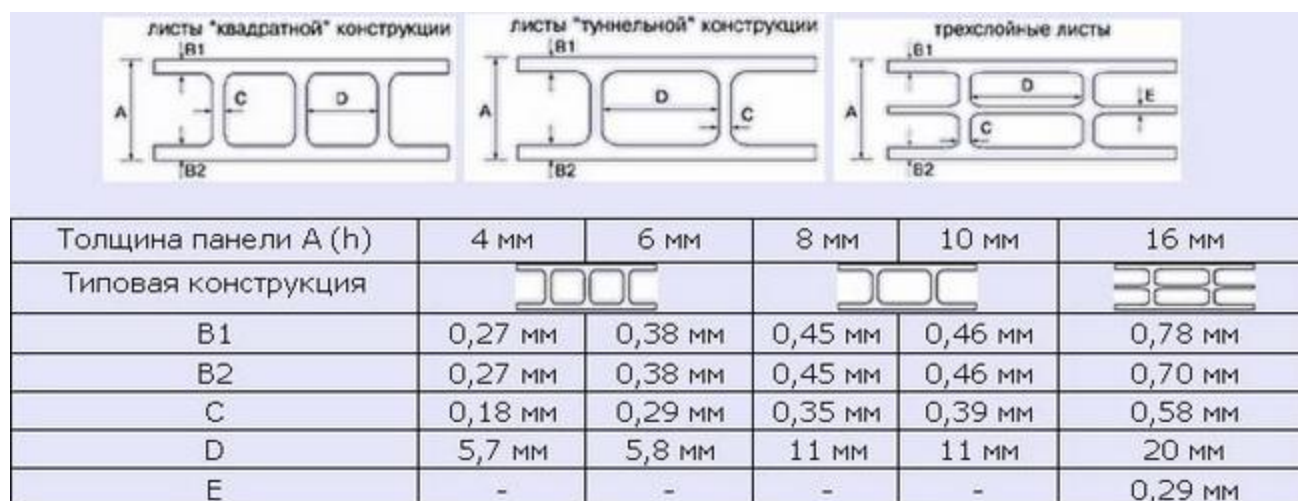 листы "квадратной" конструкции
B1
A
C
D
B2
листы "туннельной" конструкции
B1
A
D
C
B2
трехслойные листы
B1
A
D
E
C
B2
Толщина панели A (h) 4 мм 6 мм 8 мм 10 мм 16 мм
Типовая конструкция
B1 0,27 мм 0,38 мм 0,45 мм 0,46 мм 0,78 мм
B2 0,27 мм 0,38 мм 0,45 мм 0,46 мм 0,70 мм
C 0,18 мм 0,29 мм 0,35 мм 0,39 мм 0,58 мм
D 5,7 мм 5,8 мм 11 мм 11 мм 20 мм
E - - - - 0,29 мм